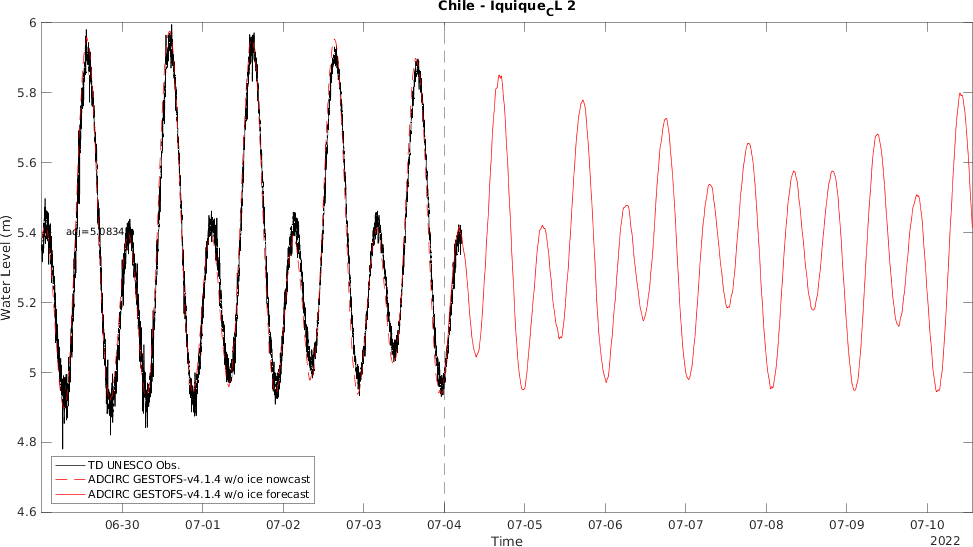 Chile - Iquique_CL 2
6
5.8
5.6
5.4
5.2
5
4.8
4.6
Water Level (m)
adj=5.0834
TD UNESCO Obs.
ADCIRC GESTOFS-v4.1.4 w/o ice nowcast
ADCIRC GESTOFS-v4.1.4 w/o ice forecast
06-30 07-01 07-02 07-03 07-04 07-05 07-06 07-07 07-08 07-09 07-10
Time
2022